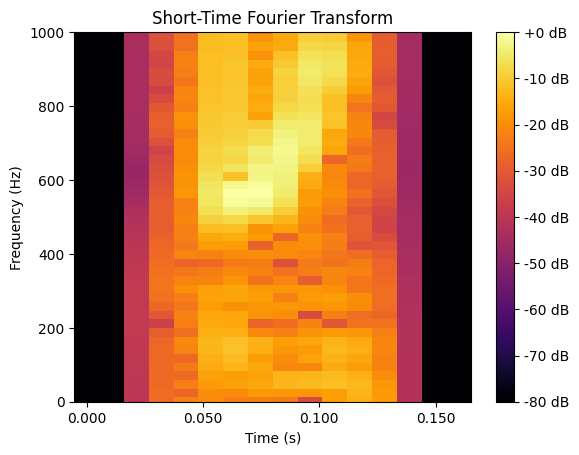 Short-Time Fourier Transform
1000
800
600
400
200
0
Frequency (Hz)
0.000
0.050
0.100
0.150
Time (s)
+0 dB
-10 dB
-20 dB
-30 dB
-40 dB
-50 dB
-60 dB
-70 dB
-80 dB